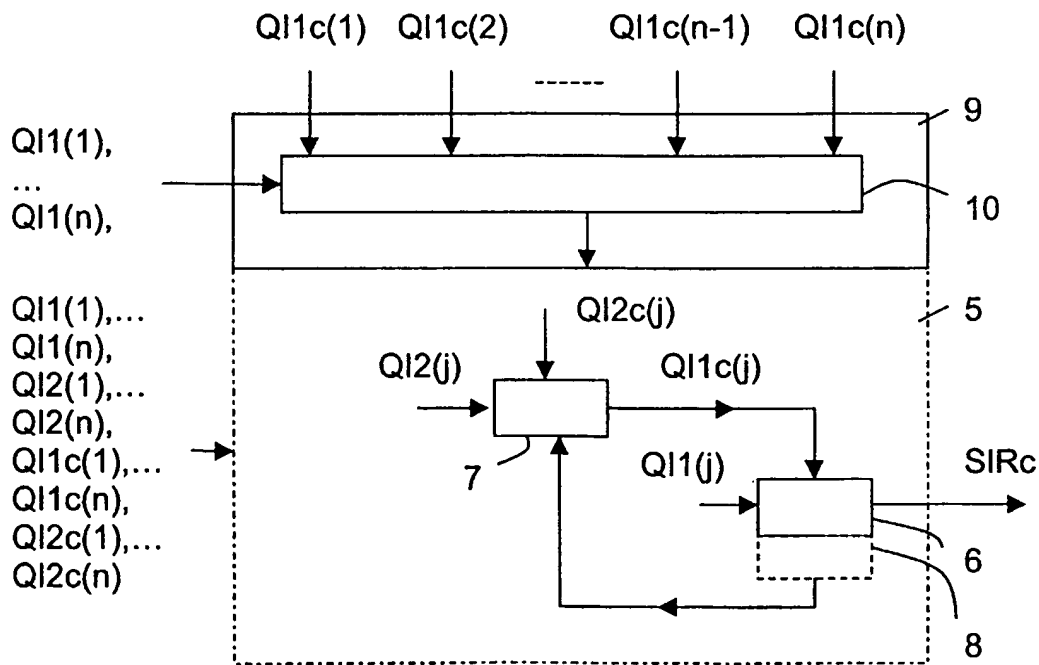 QI1c(1) QI1c(2) QI1c(n-1) QI1c(n)
9
QI1(1),
...
QI1(n),
10
QI1(1),...
QI1(n),
QI2(1),...
QI2(n),
QI1c(1),...
QI1c(n),
QI2c(1),...
QI2c(n)
5
QI2c(j)
QI2(j) QI1c(j)
7
QI1(j)
SIRc
6
8